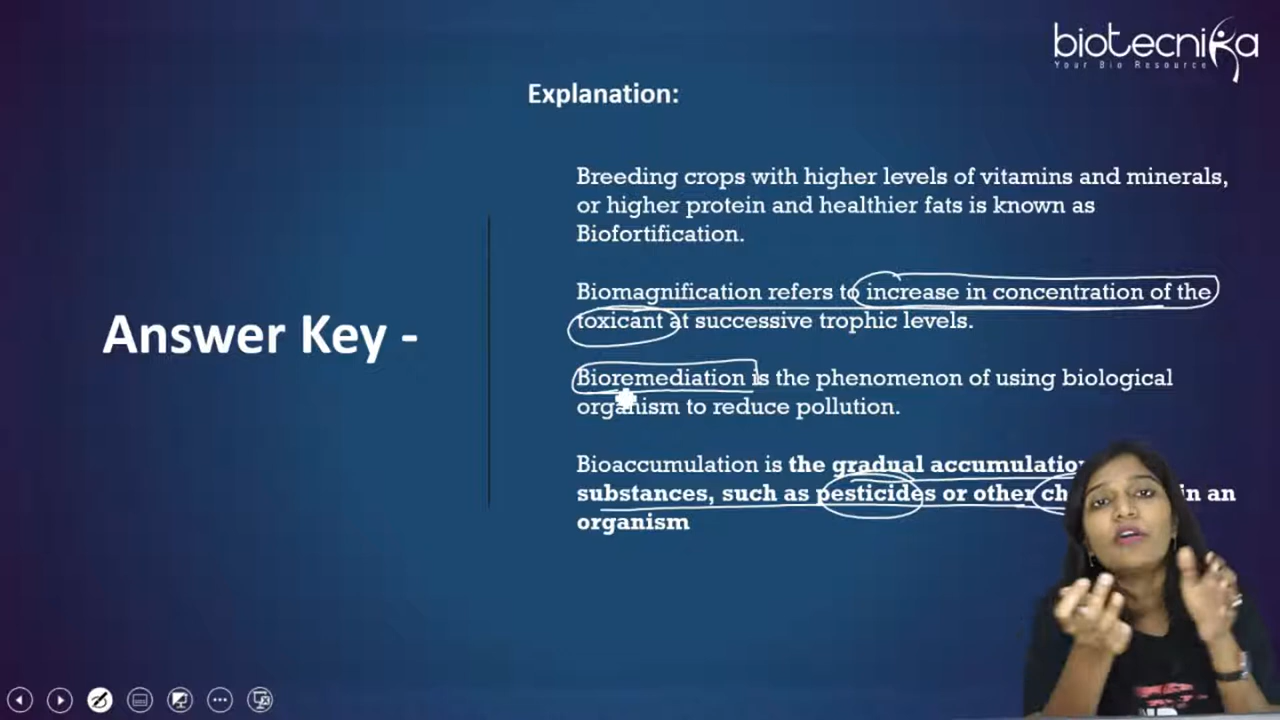 biotecnika
Your Bio Resource
Explanation:
Breeding crops with higher levels of vitamins and minerals,
or higher protein and healthier fats is known as
Biofortification.
Biomagnification refers to increase in concentration of the
toxicant at successive trophic levels.
Answer Key -
Bioremediation is the phenomenon of using biological
organism to reduce pollution.
Bioaccumulation is the gradual
substances, such as pesticides or other in an
organism